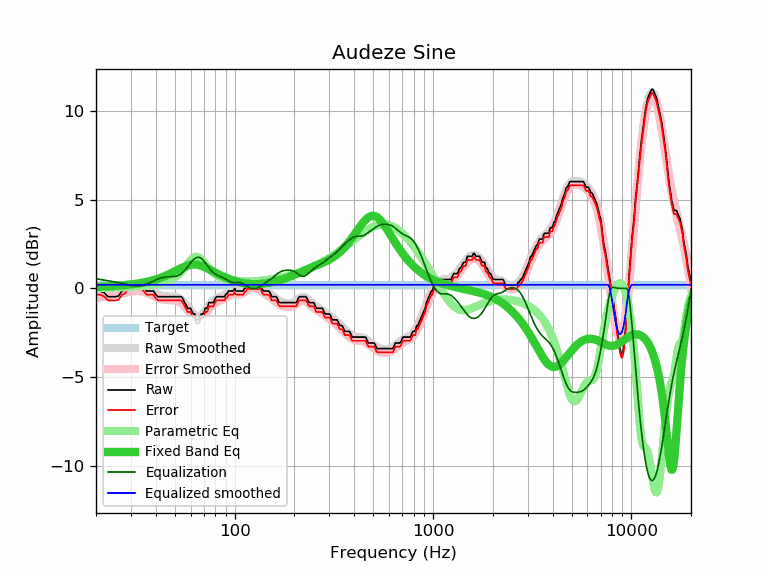 Audeze Sine
Amplitude (dBr)
10
5
0
−5
−10
Target
Raw Smoothed
Error Smoothed
Raw
Error
Parametric Eq
Fixed Band Eq
Equalization
Equalized smoothed
100
1000
10000
Frequency (Hz)